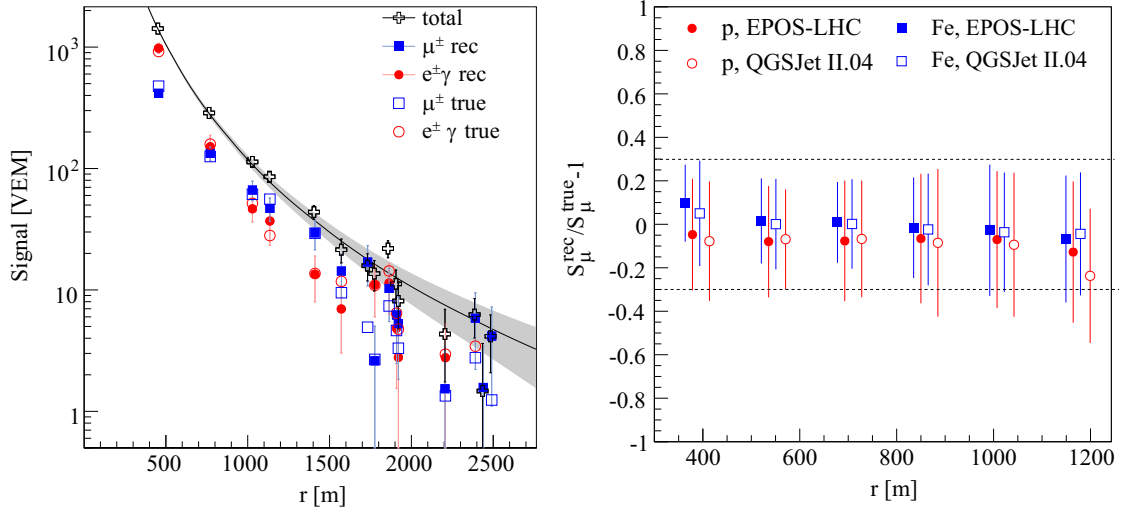 Signal [VEM]
10³
10²
10
1
total
μ± rec
e±γ rec
μ± true
e± γ true
500 1000 1500 2000 2500
r [m]
S_μ^rec/S_μ^true-1
1
0.8
0.6
0.4
0.2
0
-0.2
-0.4
-0.6
-0.8
-1
p, EPOS-LHC Fe, EPOS-LHC
p, QGSJet II.04 Fe, QGSJet II.04
400 600 800 1000 1200
r [m]